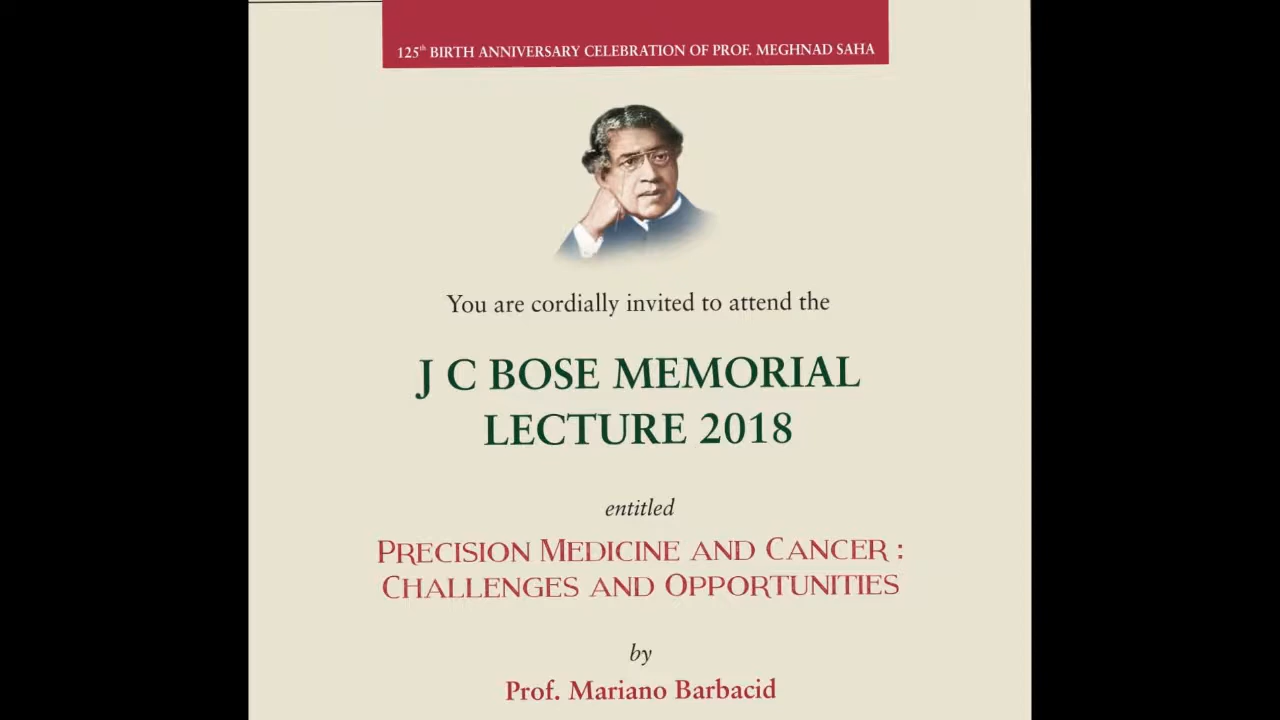 125th BIRTH ANNIVERSARY CELEBRATION OF PROF. MEGHNAD SAHA
You are cordially invited to attend the
J C BOSE MEMORIAL
LECTURE 2018
entitled
PRECISION MEDICINE AND CANCER :
CHALLENGES AND OPPORTUNITIES
by
Prof. Mariano Barbacid